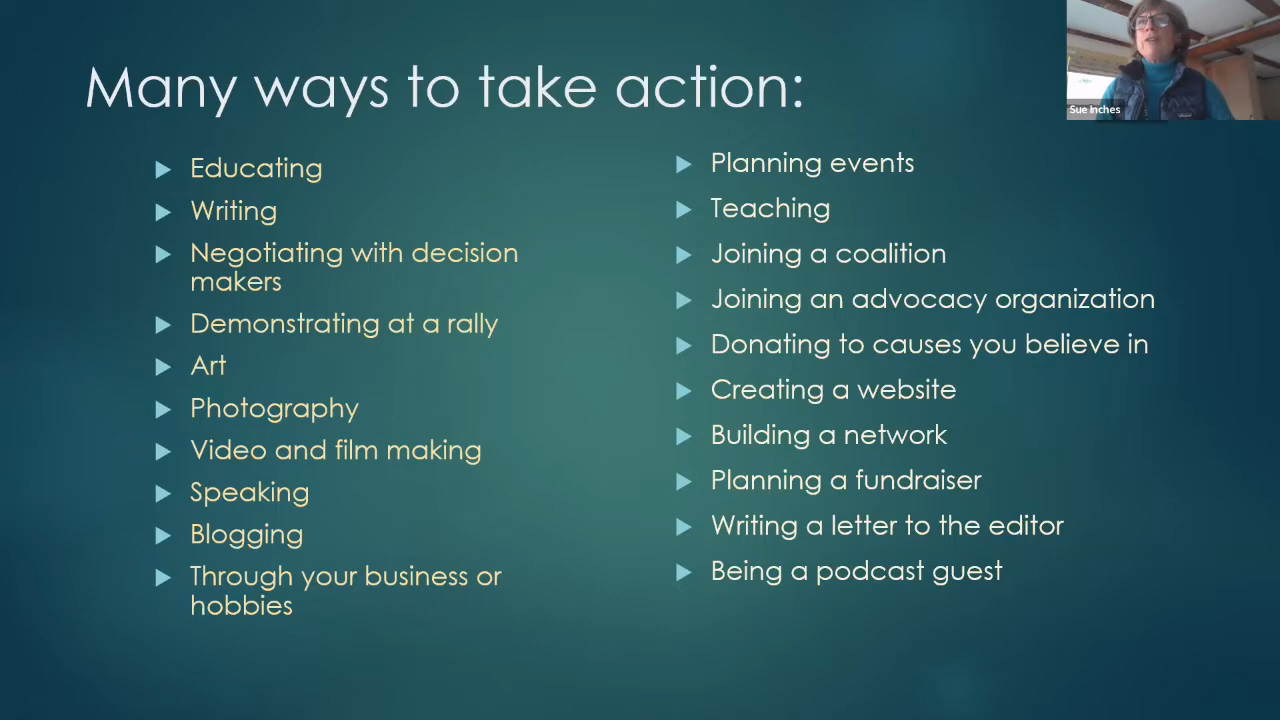 Many ways to take action:
Educating
Writing
Negotiating with decision
makers
Demonstrating at a rally
Art
Photography
Video and film making
Speaking
Blogging
Through your business or
hobbies
Planning events
Teaching
Joining a coalition
Joining an advocacy organization
Donating to causes you believe in
Creating a website
Building a network
Planning a fundraiser
Writing a letter to the editor
Being a podcast guest
Sue Inches